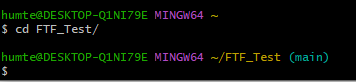 humte@DESKTOP-Q1NI79E MINGW64 ~
$ cd FTF_Test/
humte@DESKTOP-Q1NI79E MINGW64 ~/FTF_Test (main)
$